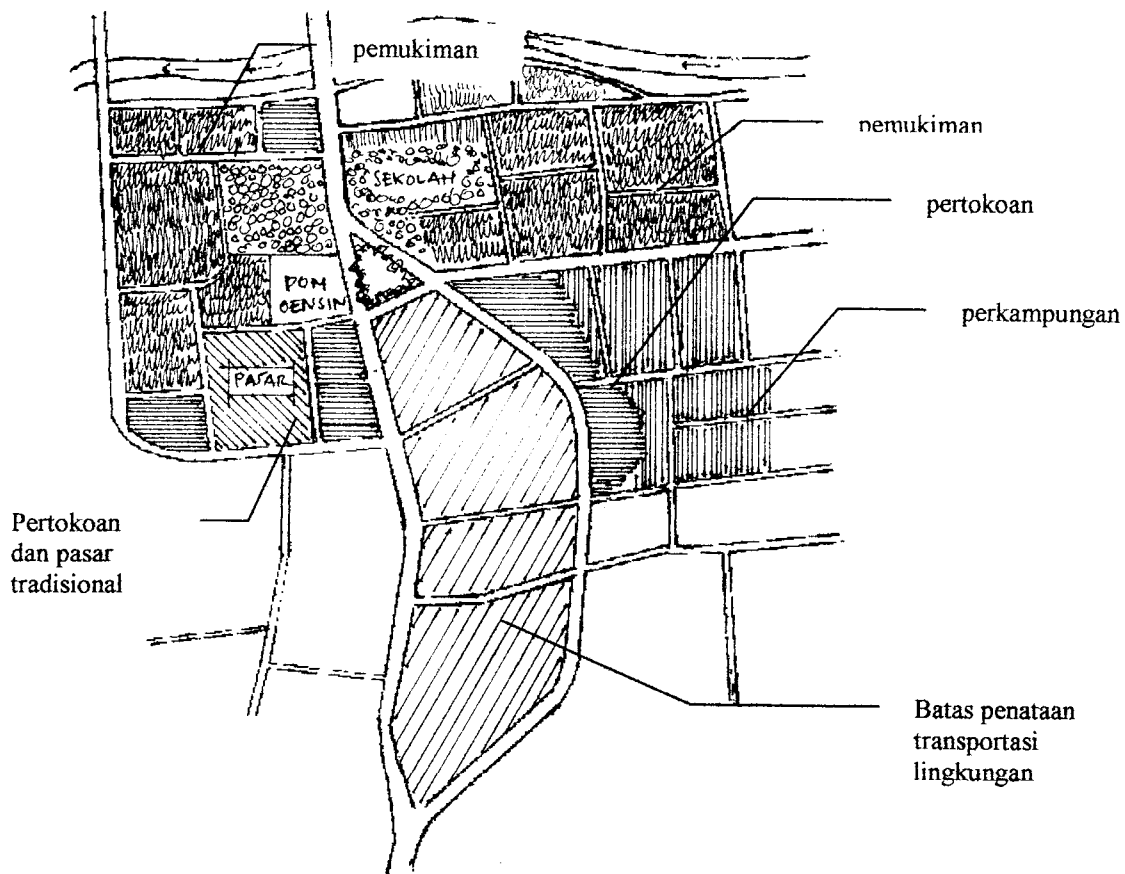 pemukiman
pemukiman
SEKOLAH
pertokoan
POM
BENSIN
perkampungan
PASAR
Pertokoan
dan pasar
tradisional
Batas penataan
transportasi
lingkungan